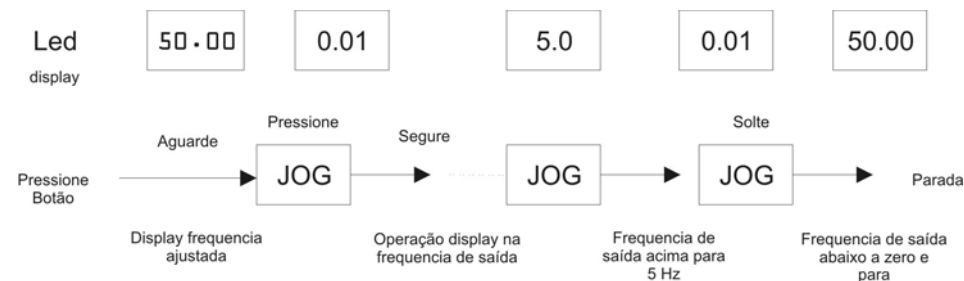 Led
display
50.00
0.01
5.0
0.01
50.00
Pressione
Botão
Aguarde
Pressione
JOG
Segure
JOG
Solte
JOG
Parada
Display frequencia
ajustada
Operação display na
frequencia de saída
Frequencia de
saída acima para
5 Hz
Frequencia de saída
abaixo a zero e
para